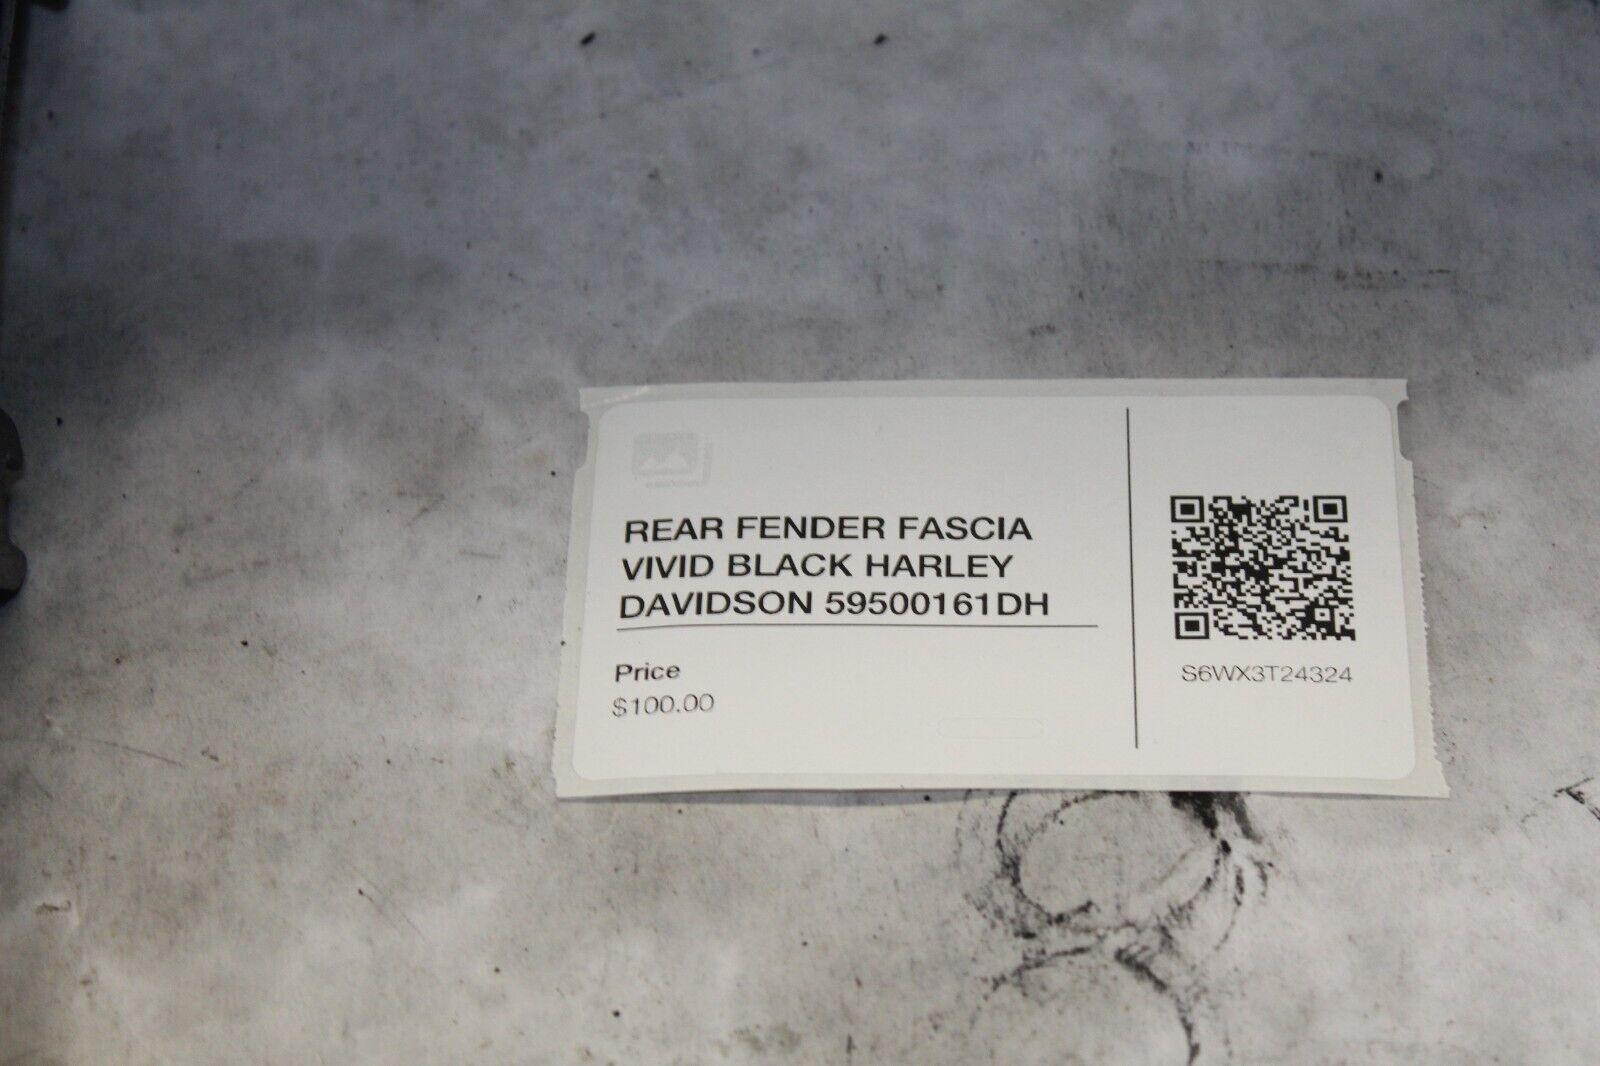 REAR FENDER FASCIA
VIVID BLACK HARLEY
DAVIDSON 59500161DH
Price
$100.00
S6WX3T24324